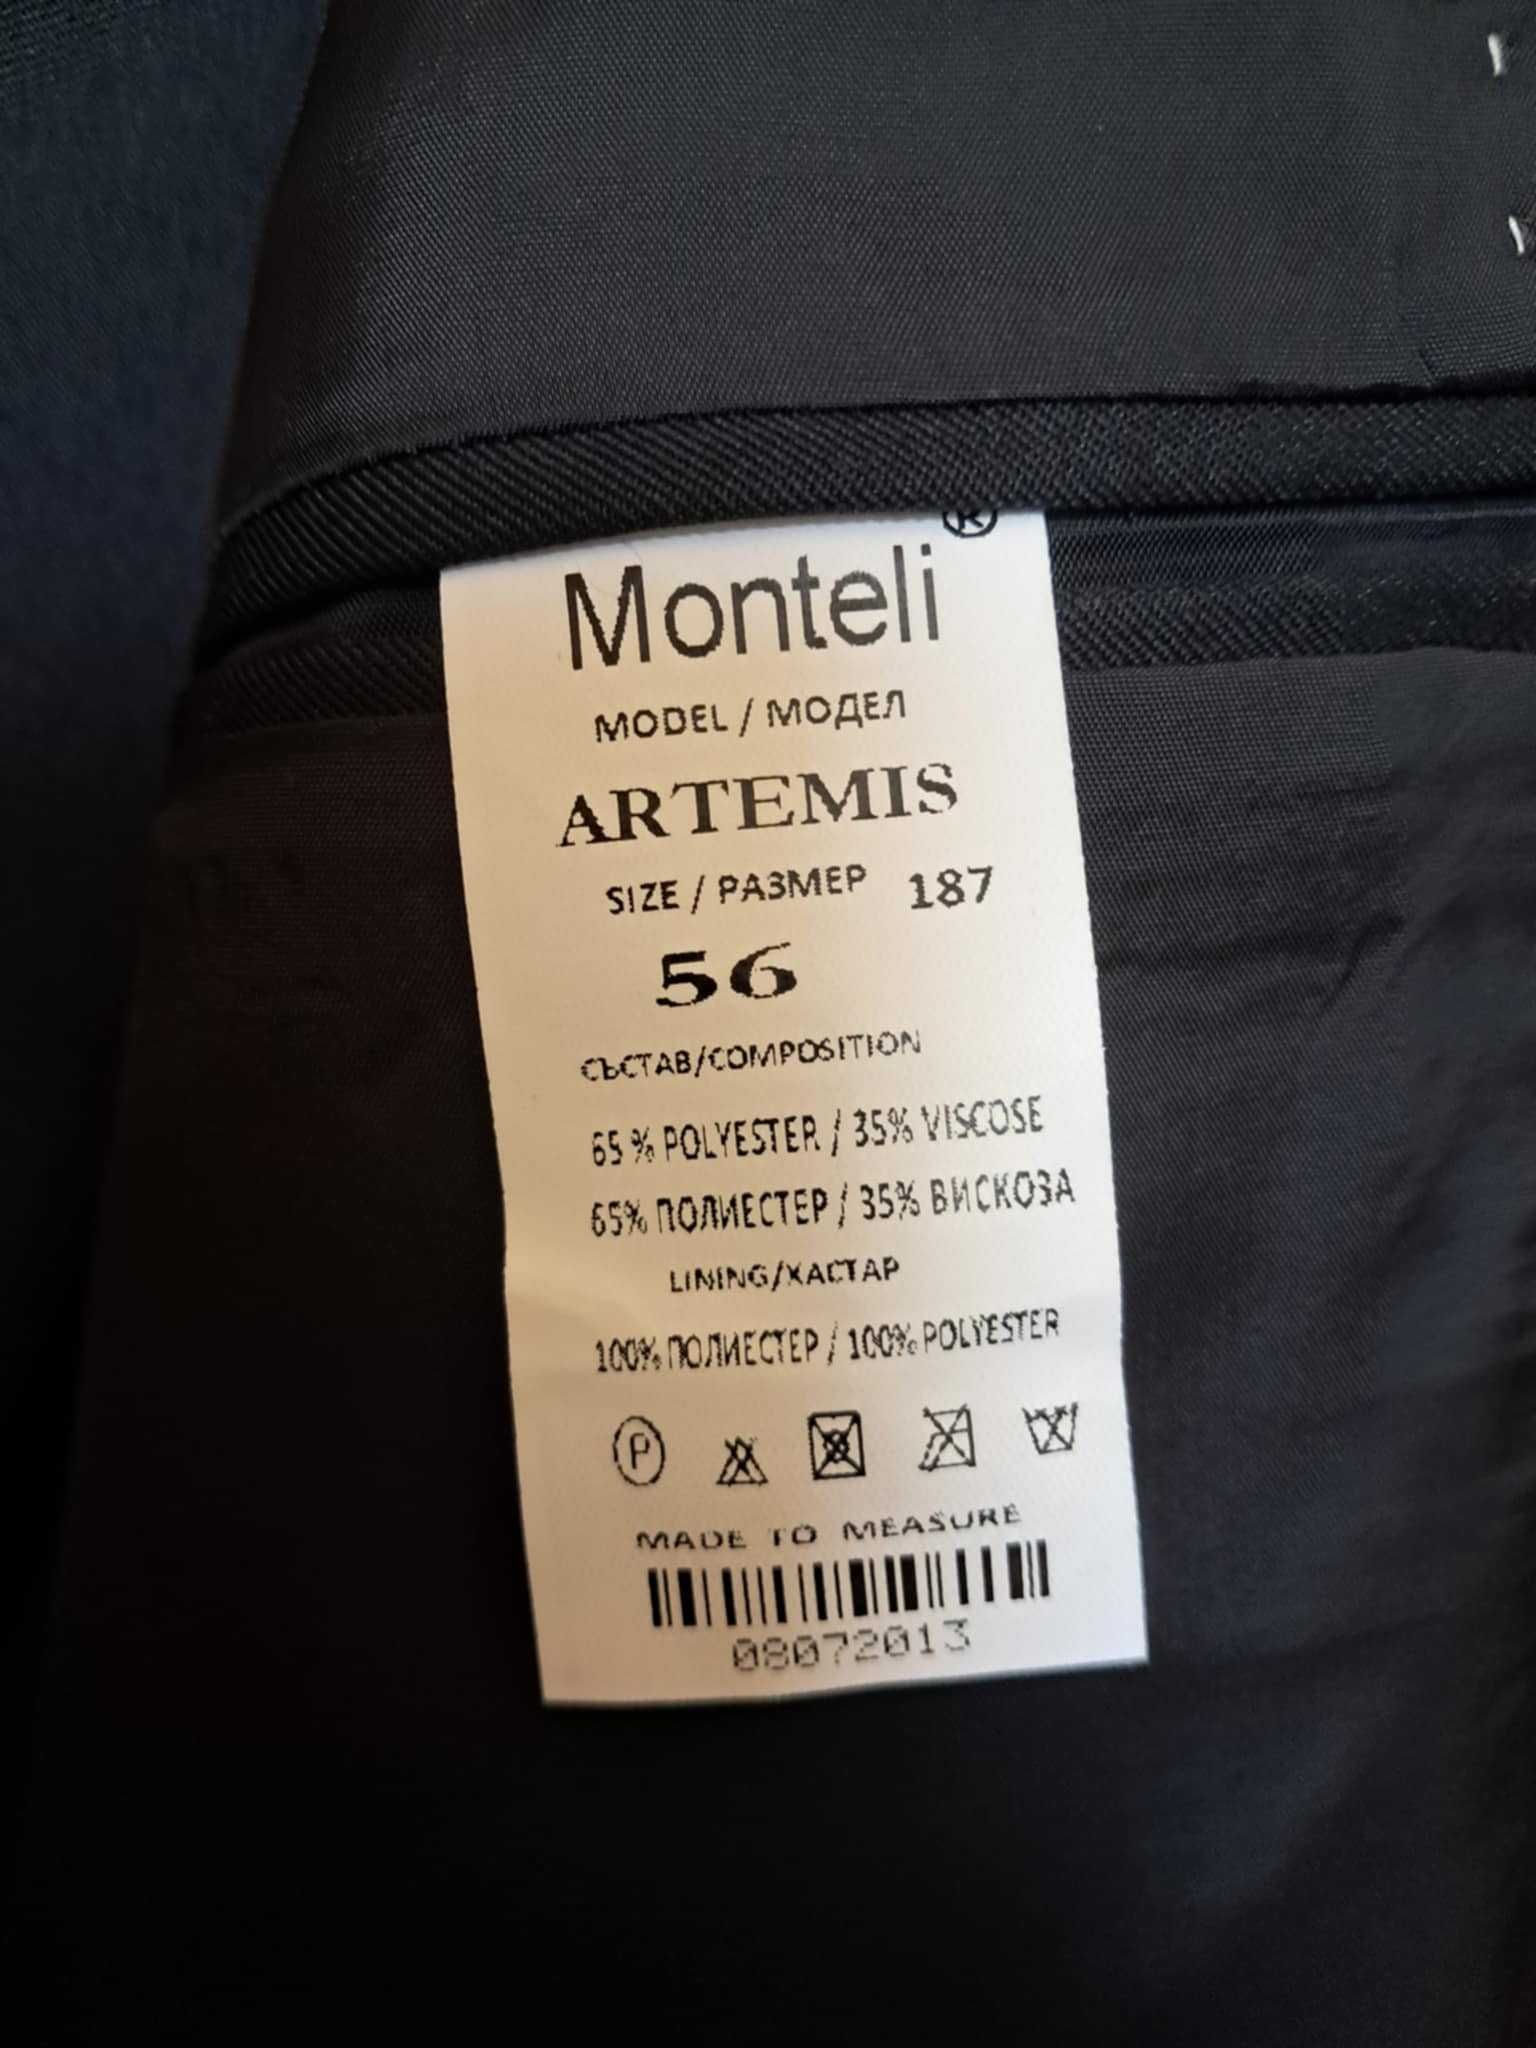 Monteli®
MODEL / МОДЕЛ
ARTEMIS
SIZE / РАЗМЕР 187
56
СЪСТАВ/COMPOSITION
65 % POLYESTER / 35% VISCOSE
65% ПОЛИЕСТЕР / 35% ВИСКОЗА
LINING/ХАСТАР
100% ПОЛИЕСТЕР / 100% POLYESTER
P
MADE TO MEASURE
08072013